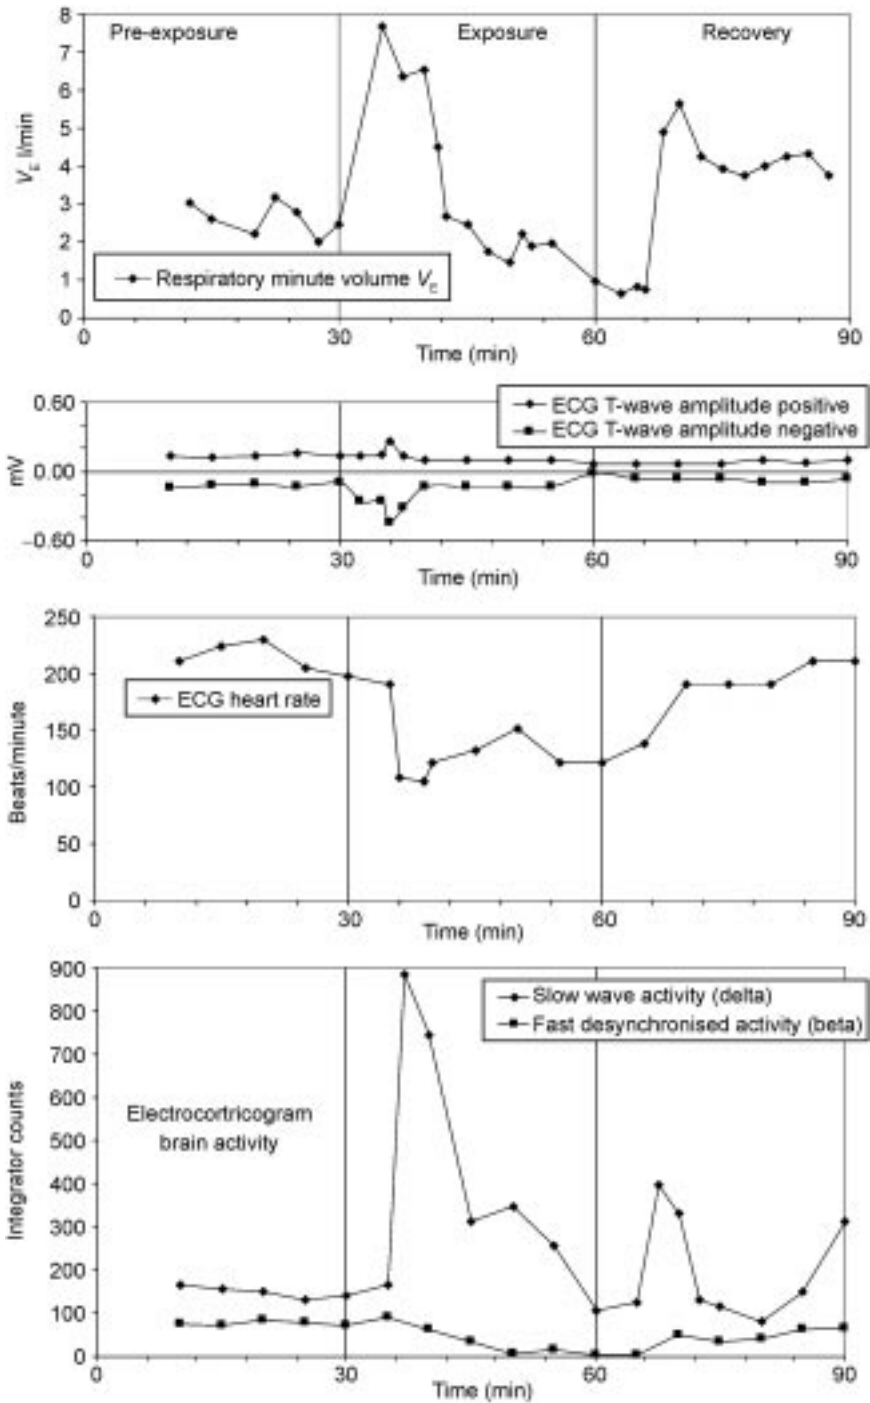 8
Pre-exposure
Exposure
Recovery
7
6
5
4
3
2
1
0
V_E l/min
Respiratory minute volume V_E
0
30
60
90
Time (min)
0.60
0.00
–0.60
mV
ECG T-wave amplitude positive
ECG T-wave amplitude negative
0
30
60
90
Time (min)
250
200
150
100
50
0
Beats/minute
ECG heart rate
0
30
60
90
Time (min)
900
800
700
600
500
400
300
200
100
0
Integrator counts
Slow wave activity (delta)
Fast desynchronised activity (beta)
Electrocortricogram
brain activity
0
30
60
90
Time (min)